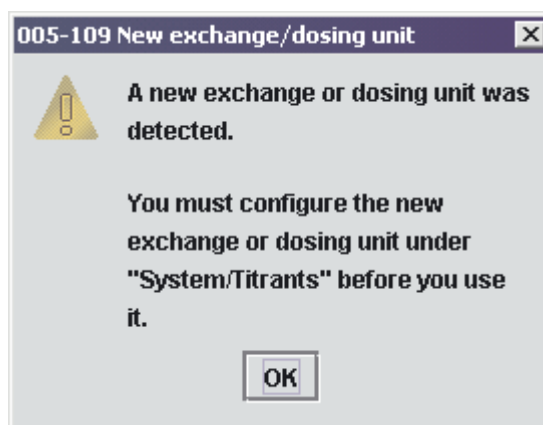 005-109 New exchange/dosing unit
A new exchange or dosing unit was
detected.
You must configure the new
exchange or dosing unit under
"System/Titrants" before you use
it.
OK